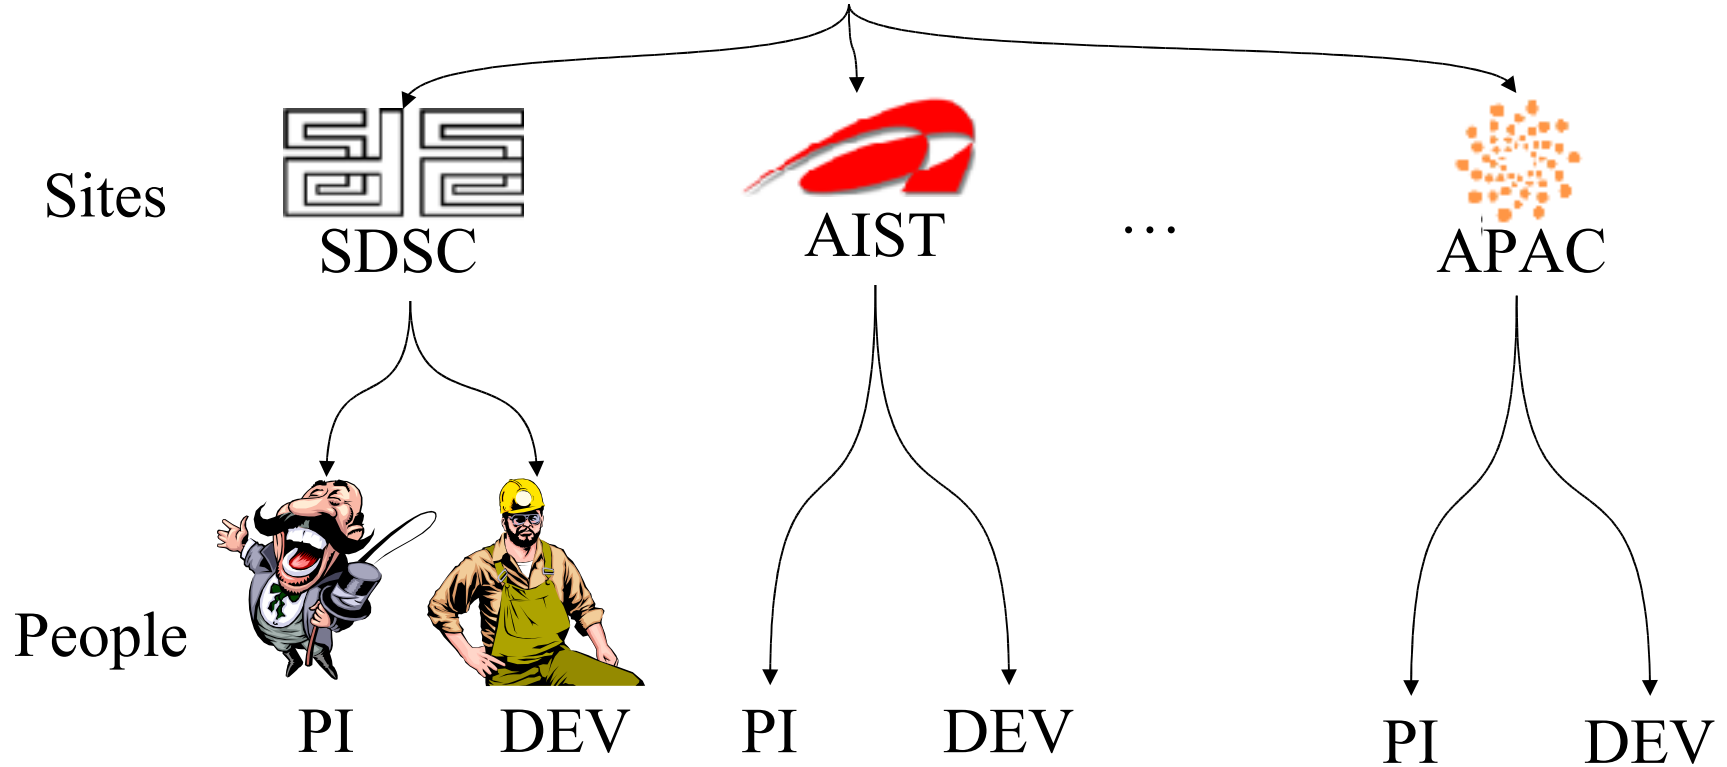 Sites
SDSC
AIST
...
APAC
People
PI
DEV
PI
DEV
PI
DEV